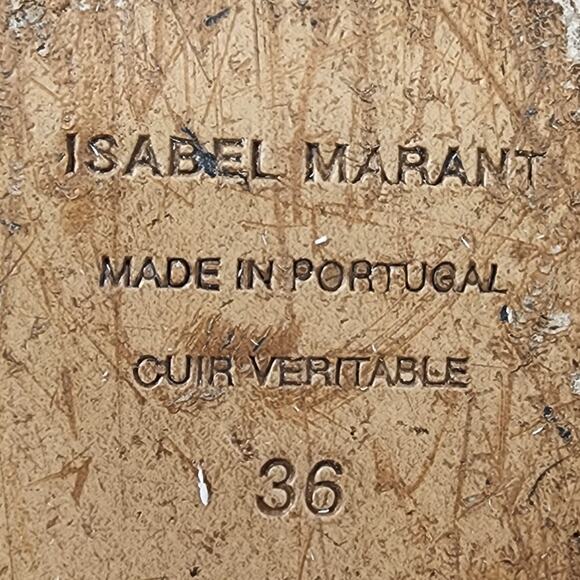 ISABEL MARANT
MADE IN PORTUGAL
CUIR VERITABLE
36